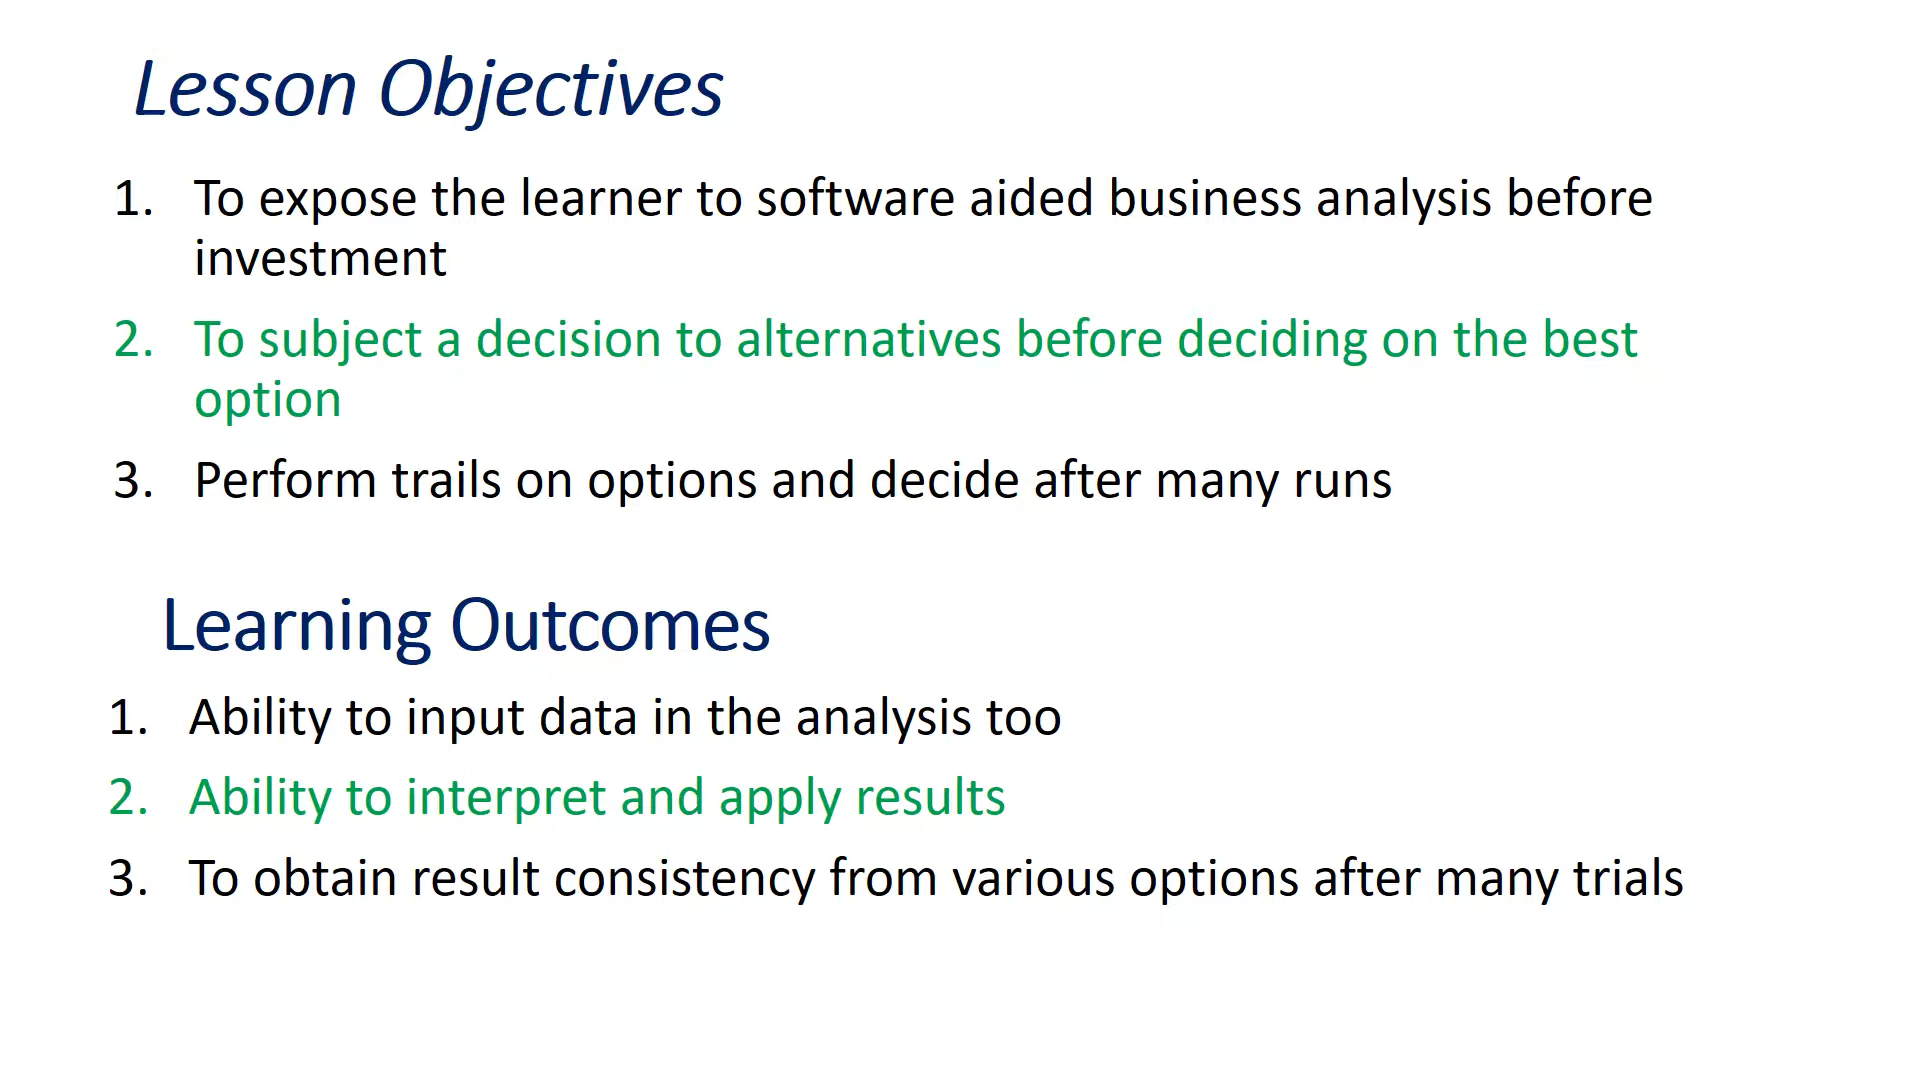 Lesson Objectives
1. To expose the learner to software aided business analysis before
investment
2. To subject a decision to alternatives before deciding on the best
option
3. Perform trails on options and decide after many runs
Learning Outcomes
1. Ability to input data in the analysis too
2. Ability to interpret and apply results
3. To obtain result consistency from various options after many trials